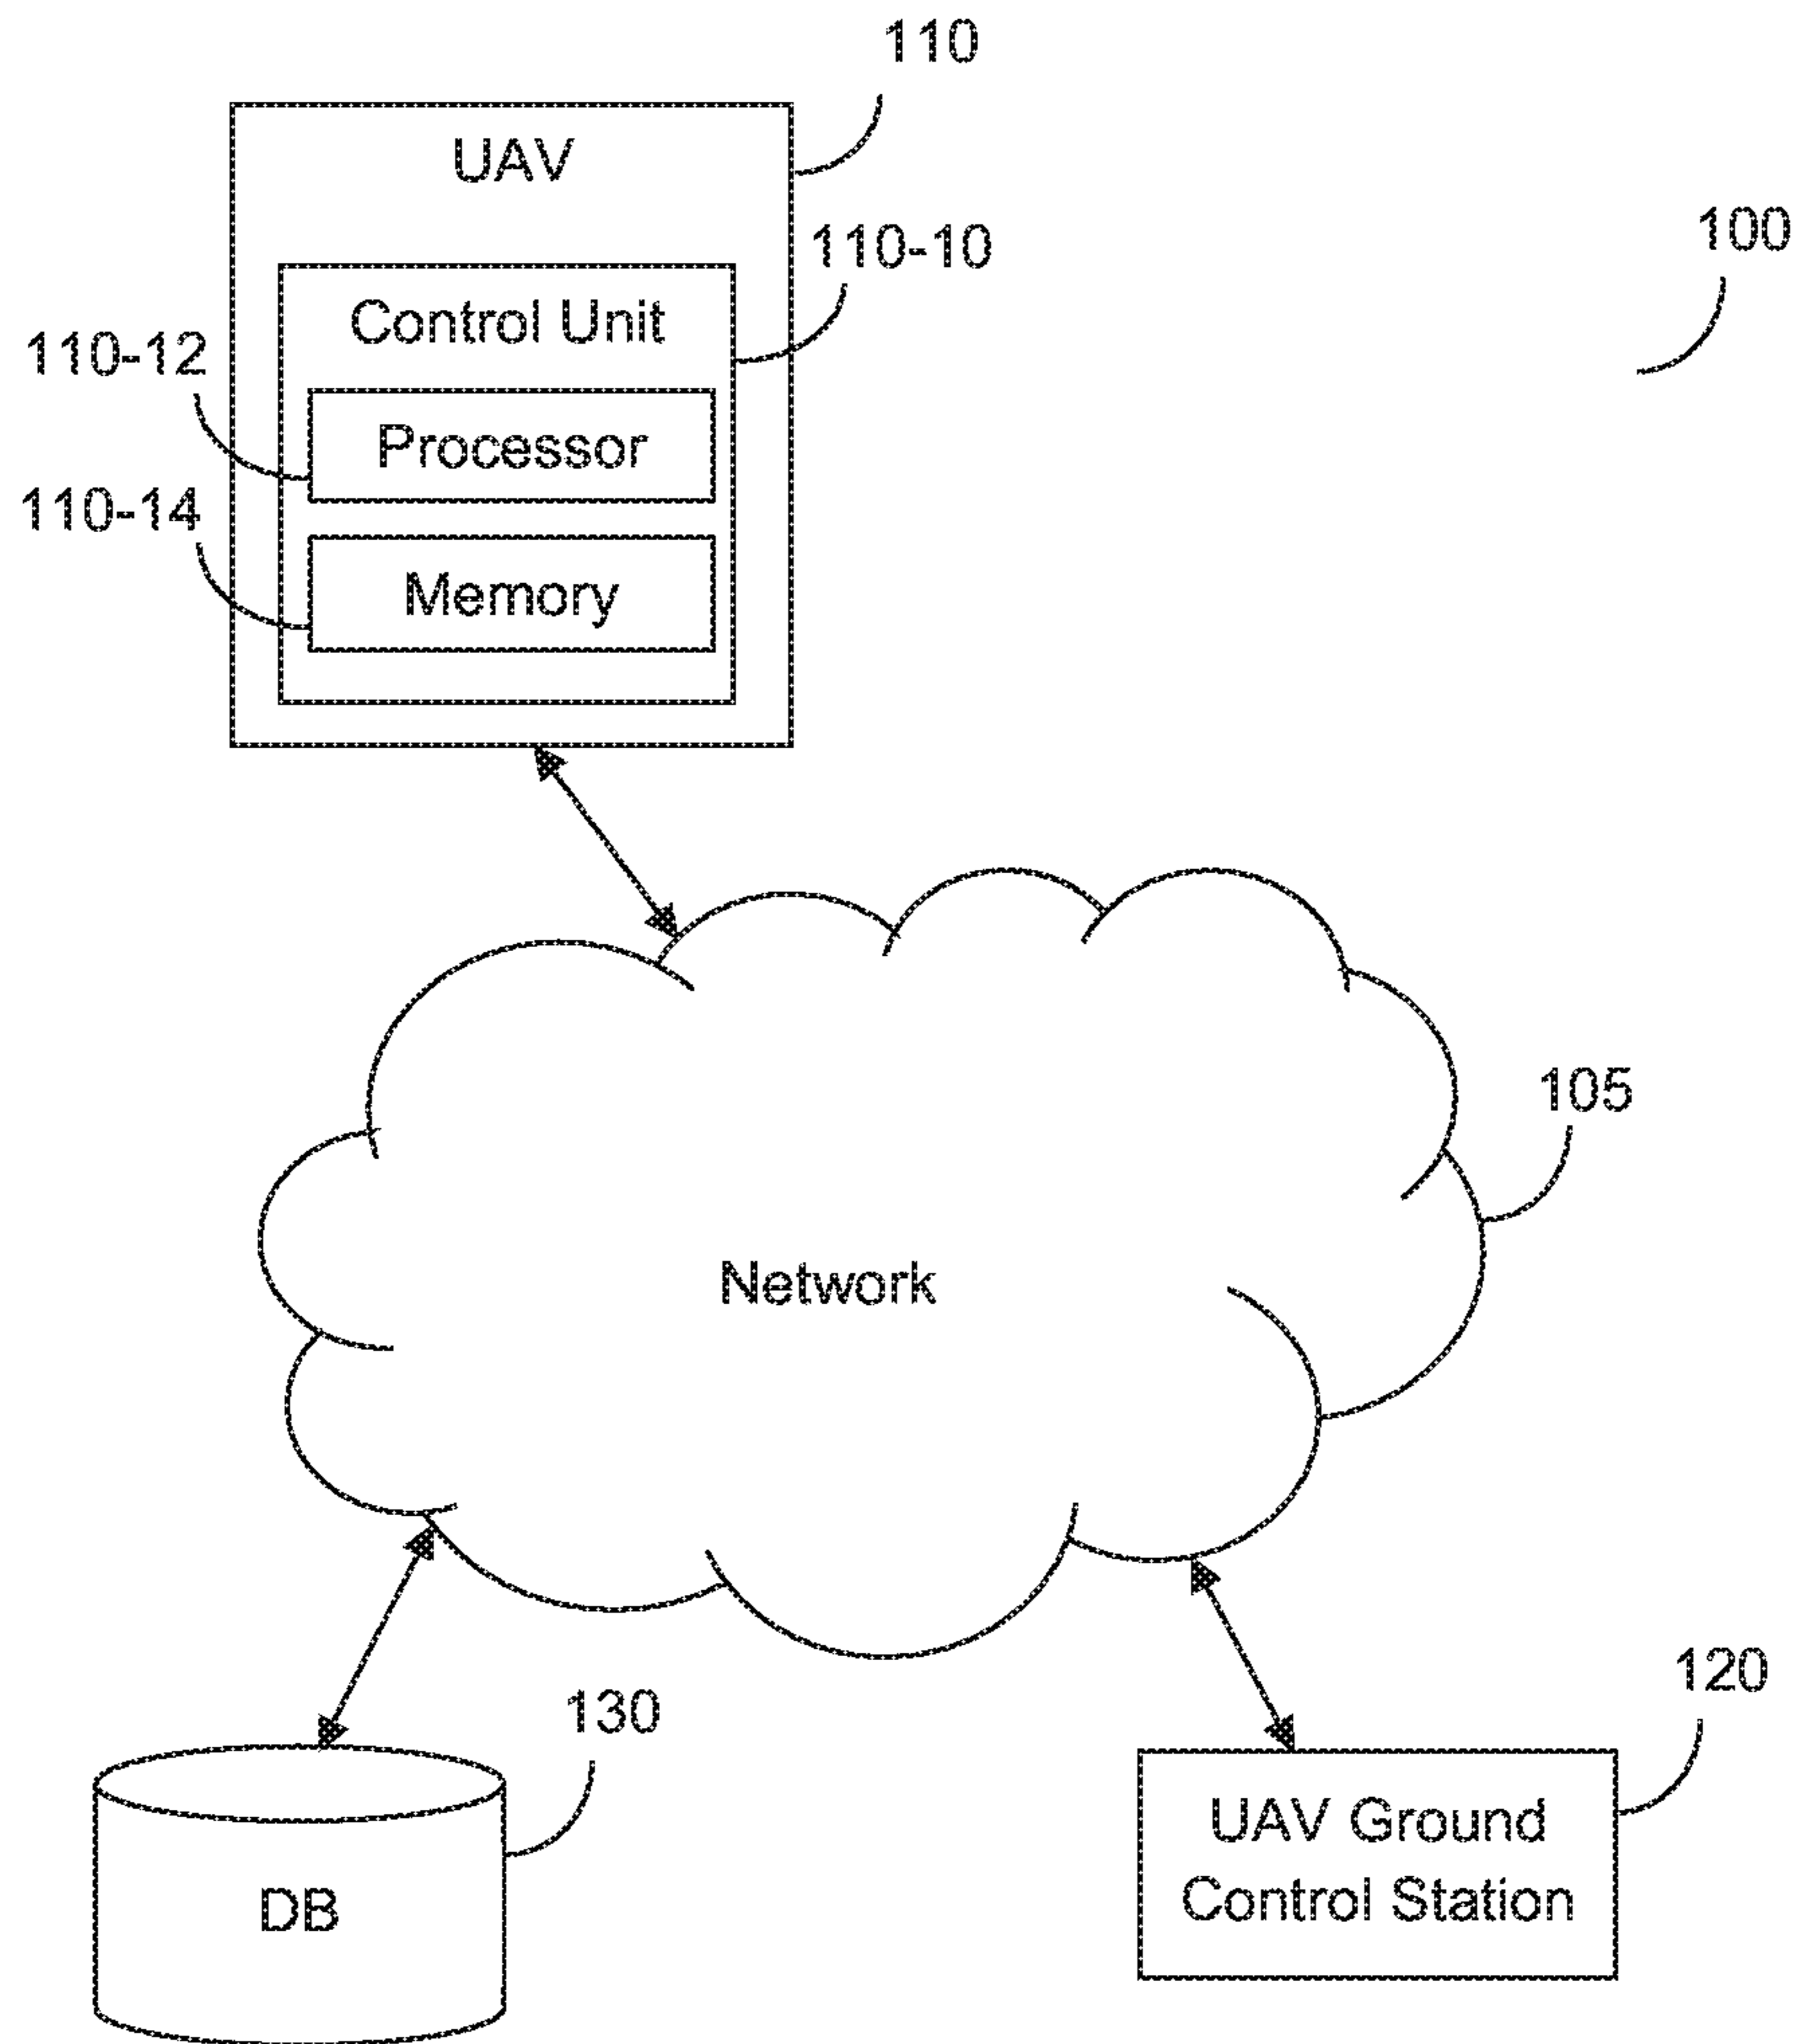 110
UAV
100
110-10
Control Unit
110-12
Processor
110-14
Memory
105
Network
130
120
UAV Ground
Control Station
DB